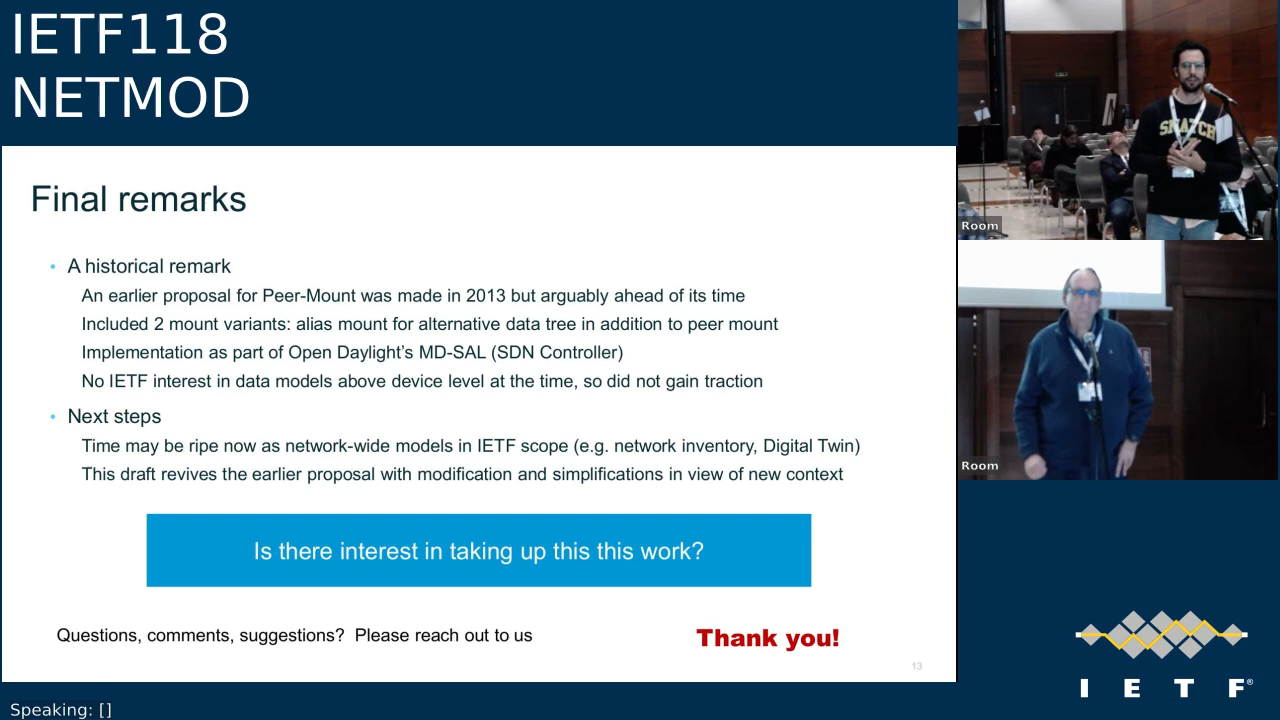 IETF118
NETMOD
Final remarks
• A historical remark
An earlier proposal for Peer-Mount was made in 2013 but arguably ahead of its time
Included 2 mount variants: alias mount for alternative data tree in addition to peer mount
Implementation as part of Open Daylight’s MD-SAL (SDN Controller)
No IETF interest in data models above device level at the time, so did not gain traction
• Next steps
Time may be ripe now as network-wide models in IETF scope (e.g. network inventory, Digital Twin)
This draft revives the earlier proposal with modification and simplifications in view of new context
Is there interest in taking up this this work?
Questions, comments, suggestions? Please reach out to us
Thank you!
13
Speaking: []
SNATCH
Room
Room
I E T F®